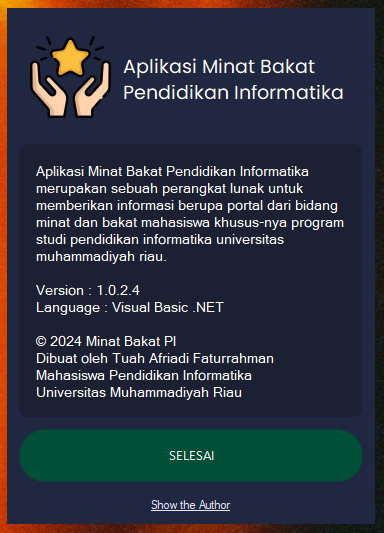 Aplikasi Minat Bakat
Pendidikan Informatika
Aplikasi Minat Bakat Pendidikan Informatika
merupakan sebuah perangkat lunak untuk
memberikan informasi berupa portal dari bidang
minat dan bakat mahasiswa khusus-nya program
studi pendidikan informatika universitas
muhammadiyah riau.
Version : 1.0.2.4
Language : Visual Basic .NET
© 2024 Minat Bakat PI
Dibuat oleh Tuah Afriadi Faturrahman
Mahasiswa Pendidikan Informatika
Universitas Muhammadiyah Riau
SELESAI
Show the Author